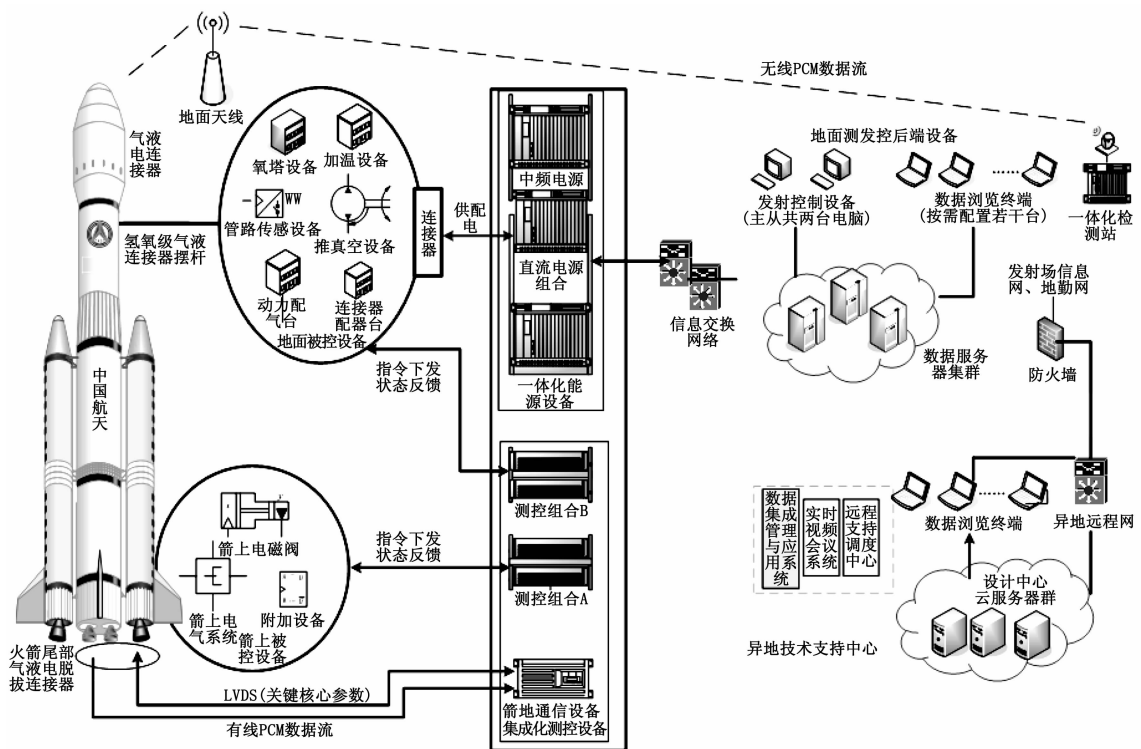 无线PCM数据流
地面天线
气液
电连
接器
氧塔设备
加温设备
WW
管路传感设备
推真空设备
动力配
气台
连接器
配器台
地面被控设备
氢氧级气液
连接器摆杆
连
接
器
供配
电
中频电源
直流电源
组合
一体化能
源设备
指令下发
状态反馈
信息交换
网络
地面测发控后端设备
发射控制设备
(主从共两台电脑)
数据浏览终端
(按需配置若干台)
一体化检
测站
数据服务
器集群
发射场信息
网、地勤网
防火墙
中
国
航
天
箭上电磁阀
箭上电
气系统
附加设备
箭上被
控设备
指令下发
状态反馈
测控组合B
测控组合A
箭地通信设备
集成化测控设备
火箭尾部
气液电脱
拔连接器
LVDS(关键核心参数)
有线PCM数据流
数据
集成
管理
与应
用系
统
实时
视频
会议
系统
远程
支持
调度
中心
数据浏览终端
异地远程网
设计中心
云服务器群
异地技术支持中心